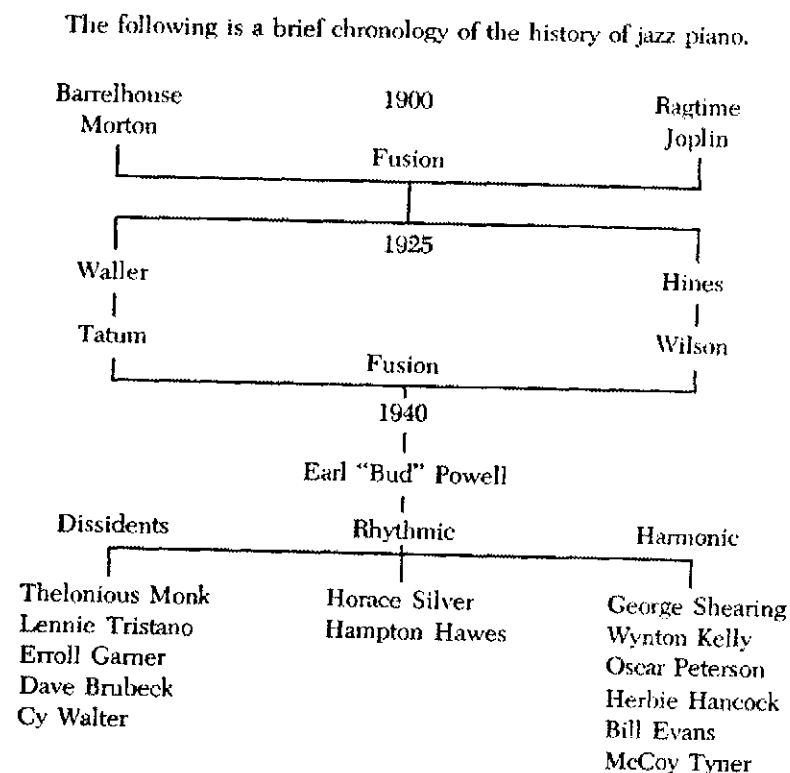 The following is a brief chronology of the history of jazz piano.
Barrelhouse 1900 Ragtime
Morton Joplin
Fusion
1925
Waller Hines
Tatum Wilson
Fusion
1940
Earl “Bud” Powell
Dissidents Rhythmic Harmonic
Thelonious Monk Horace Silver George Shearing
Lennie Tristano Hampton Hawes Wynton Kelly
Erroll Garner Oscar Peterson
Dave Brubeck Herbie Hancock
Cy Walter Bill Evans
McCoy Tyner